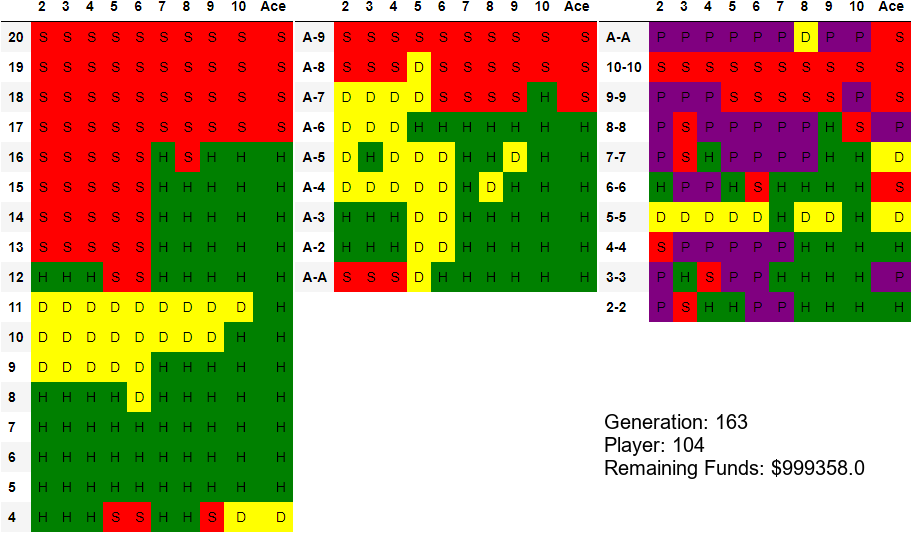 2 3 4 5 6 7 8 9 10 Ace
20 S S S S S S S S S S
19 S S S S S S S S S S
18 S S S S S S S S S S
17 S S S S S S S S S S
16 S S S S S H S H H H
15 S S S S S H H H H H
14 S S S S S H H H H H
13 S S S S S H H H H H
12 H H H S S H H H H H
11 D D D D D D D D D H
10 D D D D D D D D H H
9 D D D D D H H H H H
8 H H H H D H H H H H
7 H H H H H H H H H H
6 H H H H H H H H H H
5 H H H H H H H H H H
4 H H H S S H H S D D
2 3 4 5 6 7 8 9 10 Ace
A-9 S S S S S S S S S S
A-8 S S S D S S S S S S
A-7 D D D D S S S S H S
A-6 D D D H H H H H H H
A-5 D H D D D H H D H H
A-4 D D D D D H D H H H
A-3 H H H D D H H H H H
A-2 H H H D D H H H H H
A-A S S S D H H H H H H
2 3 4 5 6 7 8 9 10 Ace
A-A P P P P P P D P P S
10-10 S S S S S S S S S S
9-9 P P P S S S S S P S
8-8 P S P P P P P H S P
7-7 P S H P P P P H H D
6-6 H P P H S H H H H S
5-5 D D D D D H D D H D
4-4 S P P P P P H H H H
3-3 P H S P P H H H H P
2-2 P S H H P P H H H H
Generation: 163
Player: 104
Remaining Funds: $999358.0